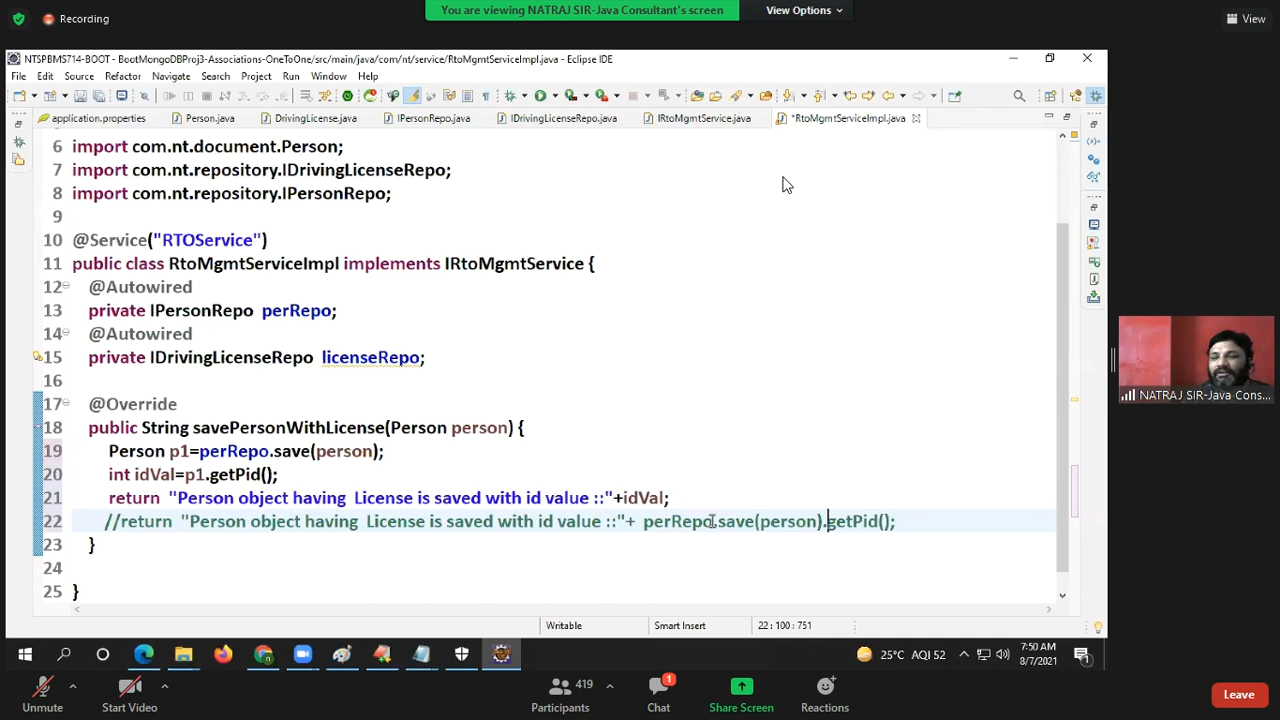 Recording
You are viewing NATRAJ SIR-Java Consultant's screen
View Options
View
NTSPBMS714-BOOT - BootMongoDBProj3-Associations-OneToOne/src/main/java/com/nt/service/RtoMgmtServiceImpl.java - Eclipse IDE
File Edit Source Refactor Navigate Search Project Run Window Help
application.properties Person.java DrivingLicense.java IPersonRepo.java IDrivingLicenseRepo.java IRtoMgmtService.java *RtoMgmtServiceImpl.java
6 import com.nt.document.Person;
7 import com.nt.repository.IDrivingLicenseRepo;
8 import com.nt.repository.IPersonRepo;
9
10 @Service("RTOService")
11 public class RtoMgmtServiceImpl implements IRtoMgmtService {
12 @Autowired
13 private IPersonRepo perRepo;
14 @Autowired
15 private IDrivingLicenseRepo licenseRepo;
16
17 @Override
18 public String savePersonWithLicense(Person person) {
19 Person p1=perRepo.save(person);
20 int idVal=p1.getPid();
21 return "Person object having License is saved with id value ::"+idVal;
22 //return "Person object having License is saved with id value ::"+ perRepo.save(person).getPid();
23 }
24
25 }
NATRAJ SIR-Java Cons...
Writable Smart Insert 22 : 100 : 751
25°C AQI 52
7:50 AM
8/7/2021
1
Unmute Start Video
419
Participants
1
Chat
Share Screen
Reactions
Leave